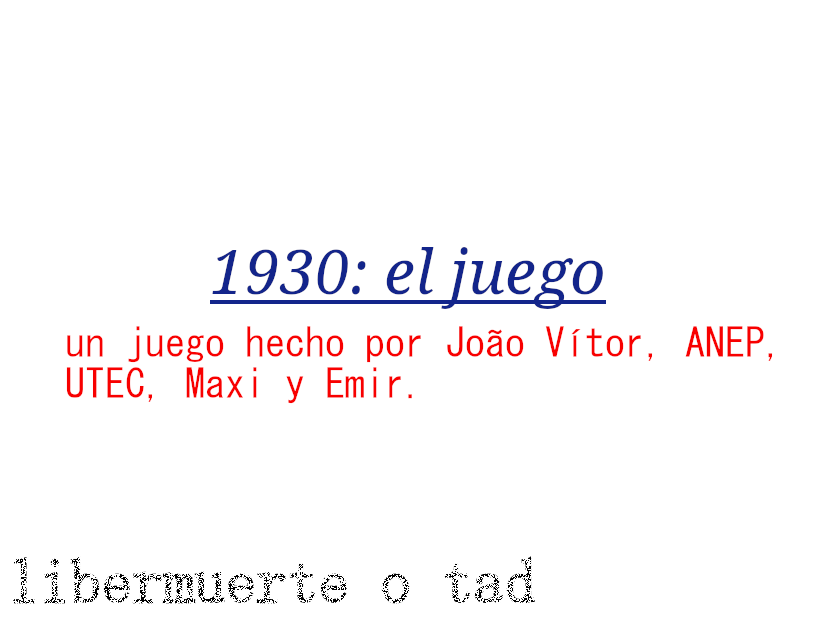 1930: el juego
un juego hecho por João Vítor, ANEP,
UTEC, Maxi y Emir.
libermuerte o tad